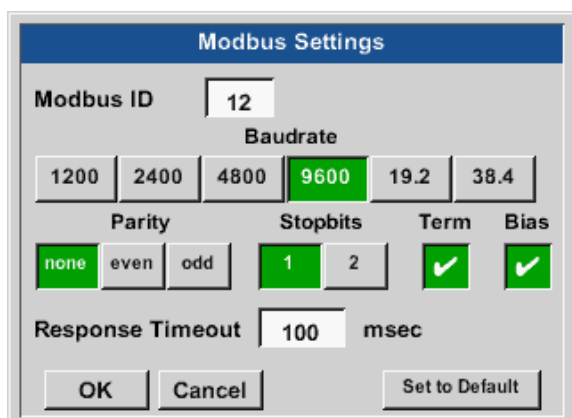 Modbus Settings
Modbus ID 12
Baudrate
1200 2400 4800 9600 19.2 38.4
Parity Stopbits Term Bias
none even odd 1 2
Response Timeout 100 msec
OK Cancel Set to Default